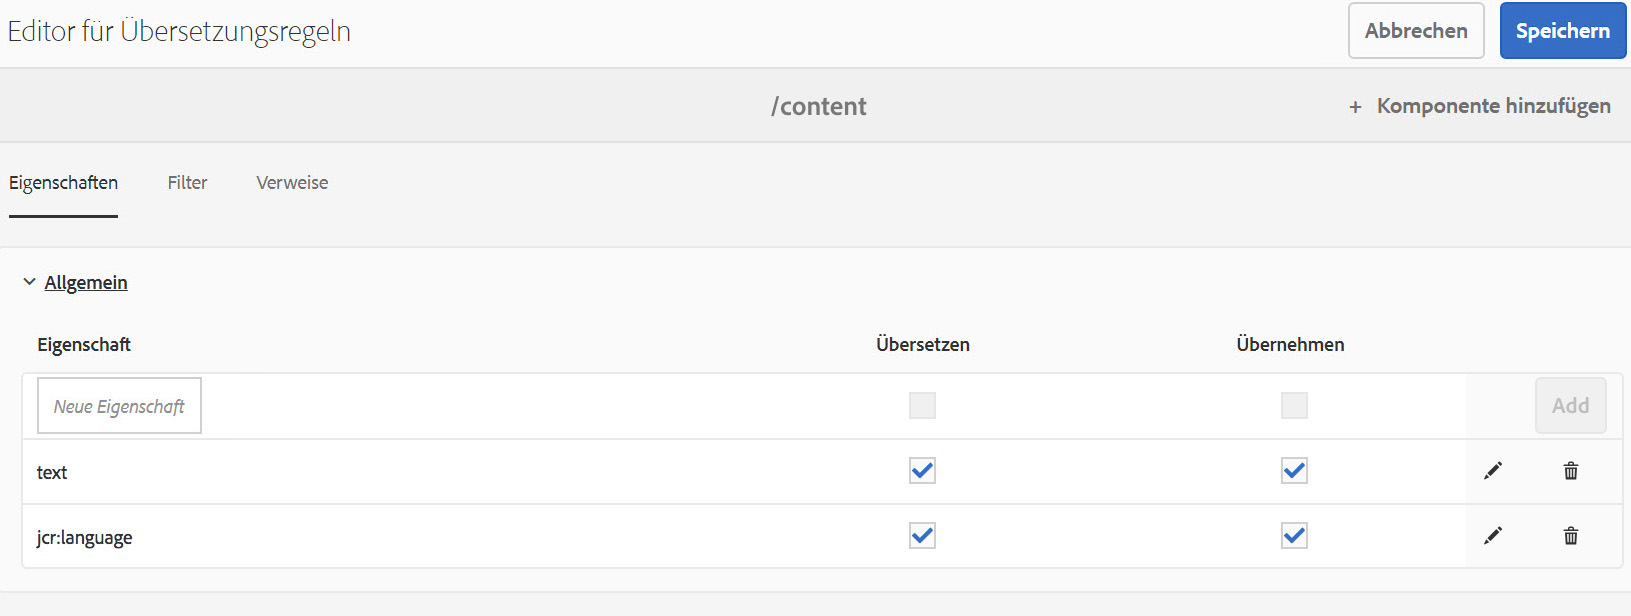 Editor für Übersetzungsregeln
Abbrechen
Speichern
/content
+ Komponente hinzufügen
Eigenschaften
Filter
Verweise
Allgemein
Eigenschaft
Übersetzen
Übernehmen
Neue Eigenschaft
Add
text
jcr:language